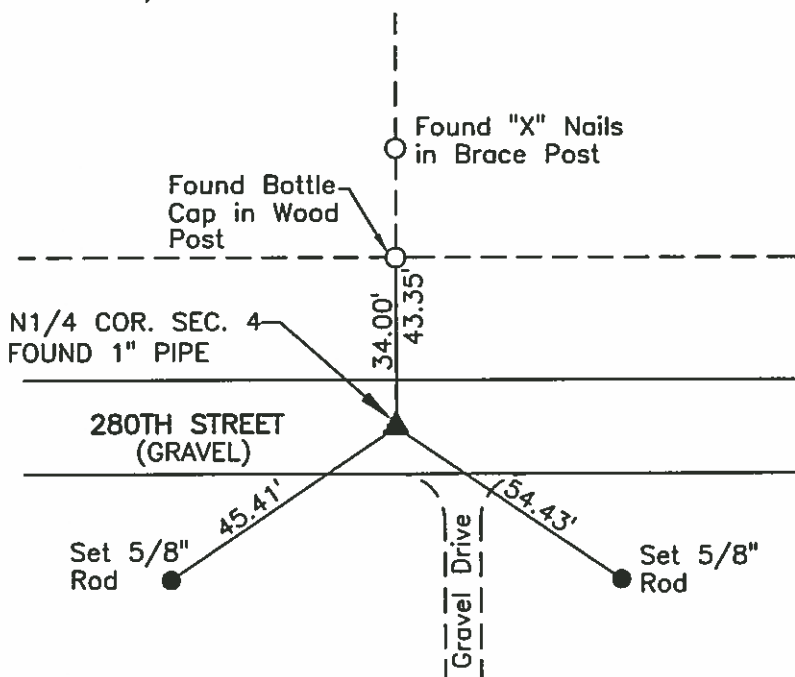 Found "X" Nails
in Brace Post
Found Bottle
Cap in Wood
Post
34.00'
43.35'
N1/4 COR. SEC. 4
FOUND 1" PIPE
280TH STREET
(GRAVEL)
45.41'
54.43'
Set 5/8"
Rod
Gravel Drive
Set 5/8"
Rod